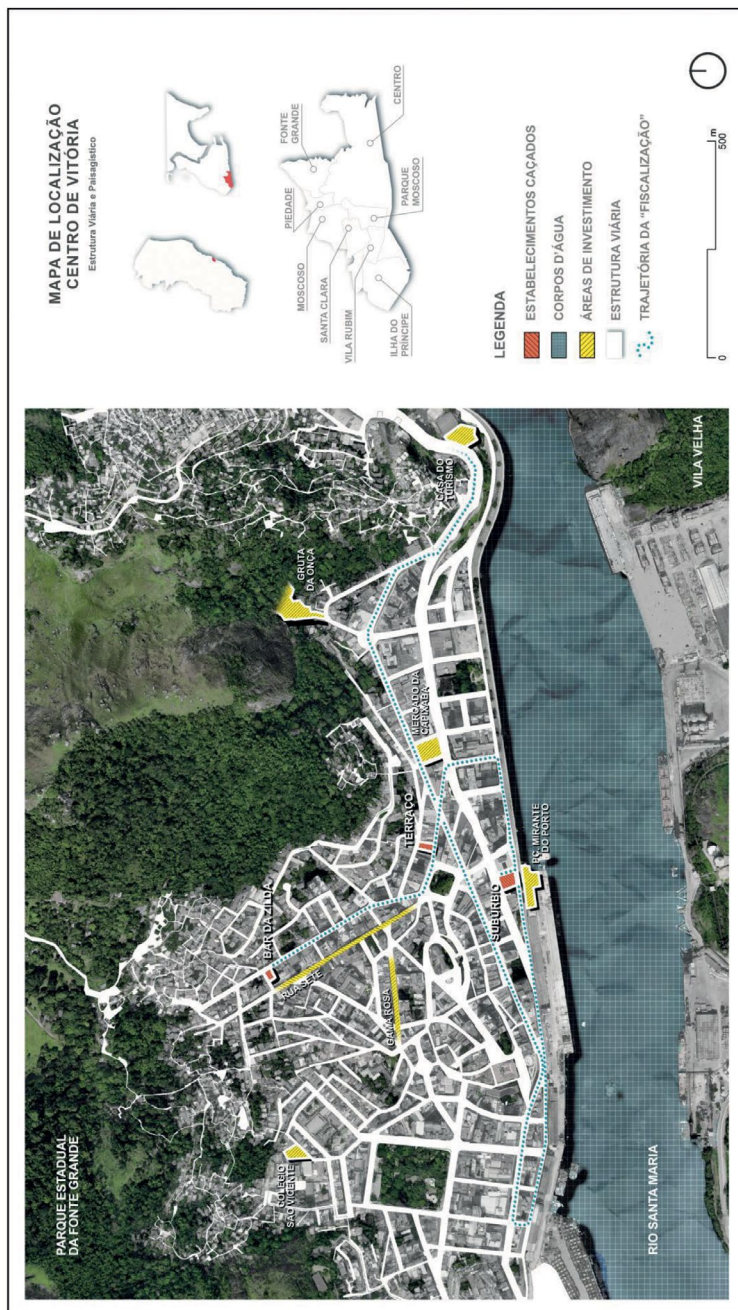 MAPA DE LOCALIZAÇÃO
CENTRO DE VITÓRIA
Estrutura Viária e Paisagístico
FONTE
GRANDE
PIEDADE
MOSCOSO
SANTA CLARA
VILA RUBIM
ILHA DO
PRÍNCIPE
PARQUE
MOSCOSO
CENTRO
LEGENDA
ESTABELECIMENTOS CAÇADOS
CORPOS D'ÁGUA
ÁREAS DE INVESTIMENTO
ESTRUTURA VIÁRIA
TRAJETÓRIA DA "FISCALIZAÇÃO"
0
500
m
PARQUE ESTADUAL
DA FONTE GRANDE
COLÉGIO
SÃO VICENTE
BAR DA ZILDA
RUA SETE
GAMA ROSA
TERRAÇO
MERCADO DA
CAPIXABA
GRUTA
DA ONÇA
CASA DO
TURISMO
SUBÚRBIO
PC. MIRANTE
DO PORTO
RIO SANTA MARIA
VILA VELHA